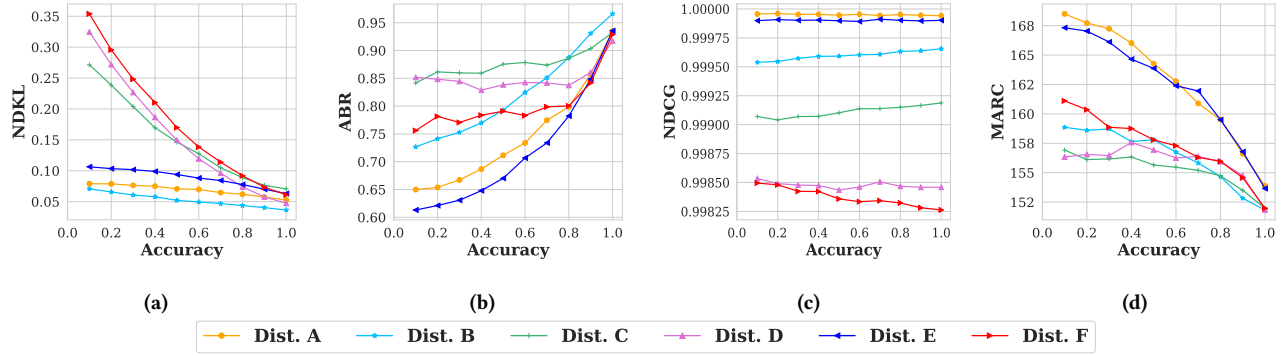 0.35
0.30
0.25
0.20
0.15
0.10
0.05
NDKL
0.0 0.2 0.4 0.6 0.8 1.0
Accuracy
(a)
0.95
0.90
0.85
0.80
0.75
0.70
0.65
0.60
ABR
0.0 0.2 0.4 0.6 0.8 1.0
Accuracy
(b)
1.00000
0.99975
0.99950
0.99925
0.99900
0.99875
0.99850
0.99825
NDCG
0.0 0.2 0.4 0.6 0.8 1.0
Accuracy
(c)
168
165
162
160
158
155
152
MARC
0.0 0.2 0.4 0.6 0.8 1.0
Accuracy
(d)
Dist. A Dist. B Dist. C Dist. D Dist. E Dist. F